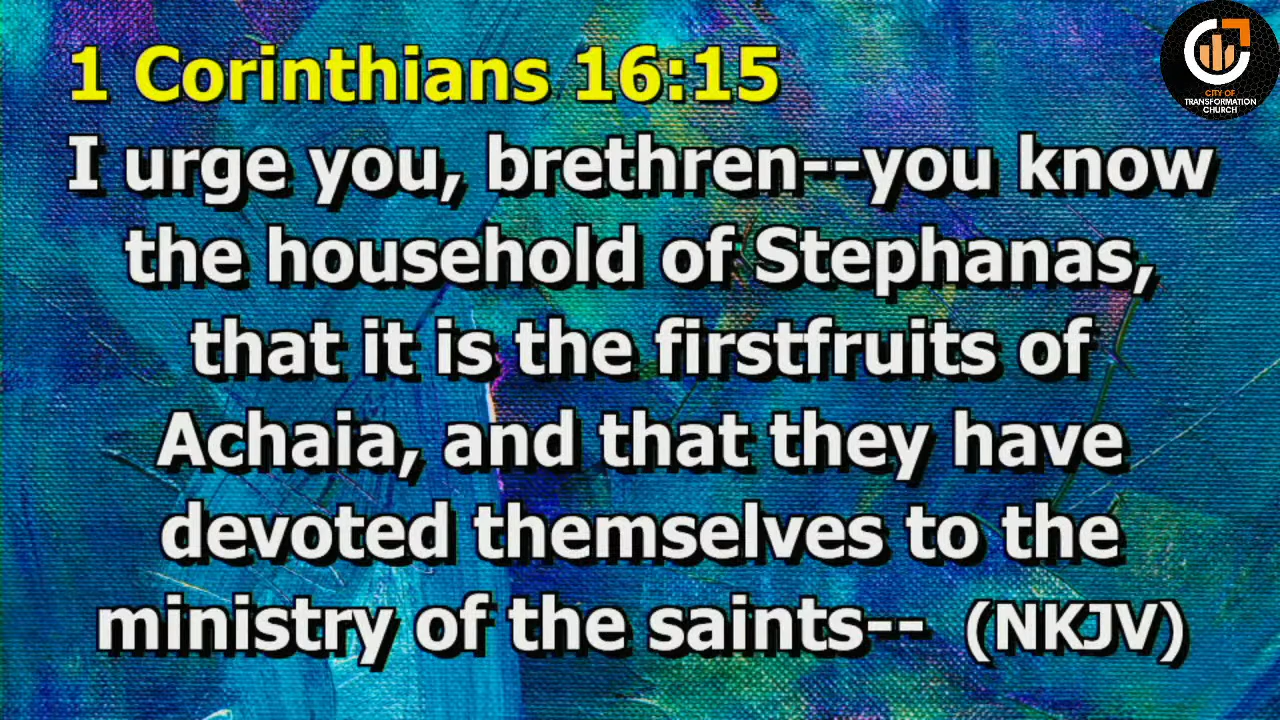 1 Corinthians 16:15
I urge you, brethren--you know
the household of Stephanas,
that it is the firstfruits of
Achaia, and that they have
devoted themselves to the
ministry of the saints-- (NKJV)
CITY OF
TRANSFORMATION
CHURCH